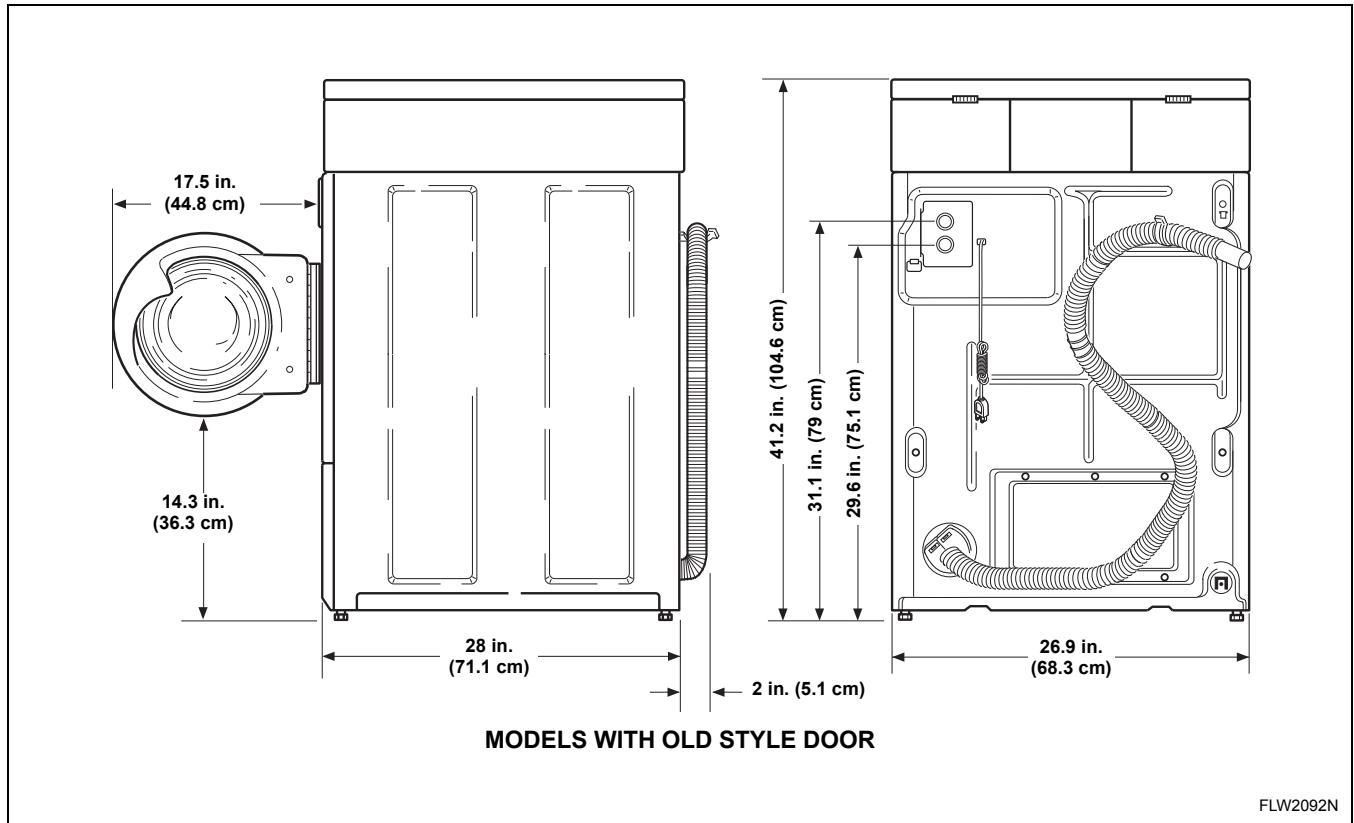 17.5 in.
(44.8 cm)
14.3 in.
(36.3 cm)
28 in.
(71.1 cm)
2 in. (5.1 cm)
41.2 in. (104.6 cm)
31.1 in. (79 cm)
29.6 in. (75.1 cm)
26.9 in.
(68.3 cm)
MODELS WITH OLD STYLE DOOR
FLW2092N